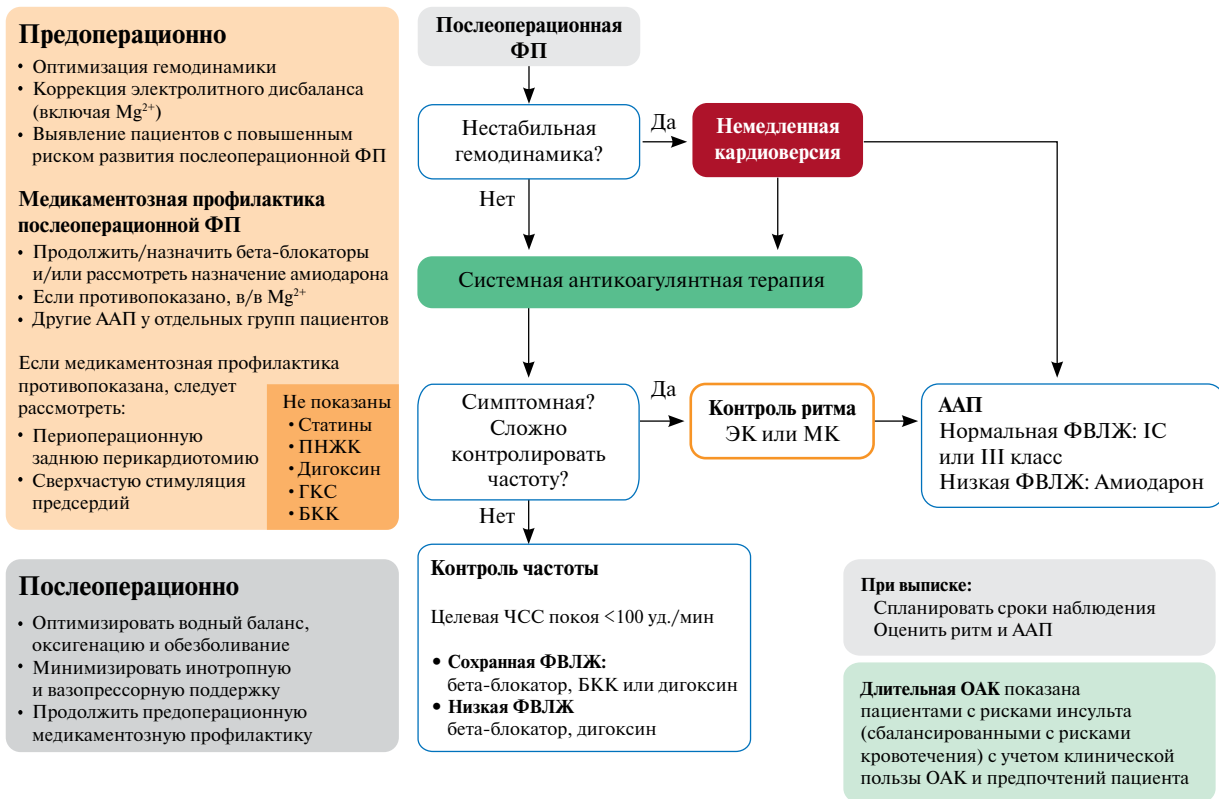 Предоперационно
• Оптимизация гемодинамики
• Коррекция электролитного дисбаланса
(включая Mg²⁺)
• Выявление пациентов с повышенным
риском развития послеоперационной ФП
Медикаментозная профилактика
послеоперационной ФП
• Продолжить/назначить бета-блокаторы
и/или рассмотреть назначение амиодарона
• Если противопоказано, в/в Mg²⁺
• Другие ААП у отдельных групп пациентов
Если медикаментозная профилактика
противопоказана, следует
рассмотреть:
• Периоперационную
заднюю перикардиотомию
• Сверхчастую стимуляция
предсердий
Не показаны
• Статины
• ПНЖК
• Дигоксин
• ГКС
• БКК
Послеоперационно
• Оптимизировать водный баланс,
оксигенацию и обезболивание
• Минимизировать инотропную
и вазопрессорную поддержку
• Продолжить предоперационную
медикаментозную профилактику
Послеоперационная
ФП
Нестабильная
гемодинамика?
Да
Немедленная
кардиоверсия
Нет
Системная антикоагулянтная терапия
Симптомная?
Сложно
контролировать
частоту?
Да
Контроль ритма
ЭК или МК
ААП
Нормальная ФВЛЖ: IC
или III класс
Низкая ФВЛЖ: Амиодарон
Нет
Контроль частоты
Целевая ЧСС покоя <100 уд./мин
• Сохранная ФВЛЖ:
бета-блокатор, БКК или дигоксин
• Низкая ФВЛЖ
бета-блокатор, дигоксин
При выписке:
Спланировать сроки наблюдения
Оценить ритм и ААП
Длительная ОАК показана
пациентами с рисками инсульта
(сбалансированными с рисками
кровотечения) с учетом клинической
пользы ОАК и предпочтений пациента